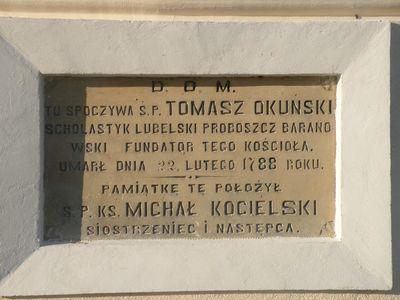 D. O. M.
TU SPOCZYWA Ś.P. TOMASZ OKUŃSKI
SCHOLASTYK LUBELSKI PROBOSZCZ BARANO
WSKI FUNDATOR TEGO KOŚCIOŁA.
UMARŁ DNIA 22. LUTEGO 1788 ROKU.
PAMIĄTKĘ TĘ POŁOŻYŁ
Ś. P. KS. MICHAŁ KOCIELSKI
SIOSTRZENIEC I NASTĘPCA.